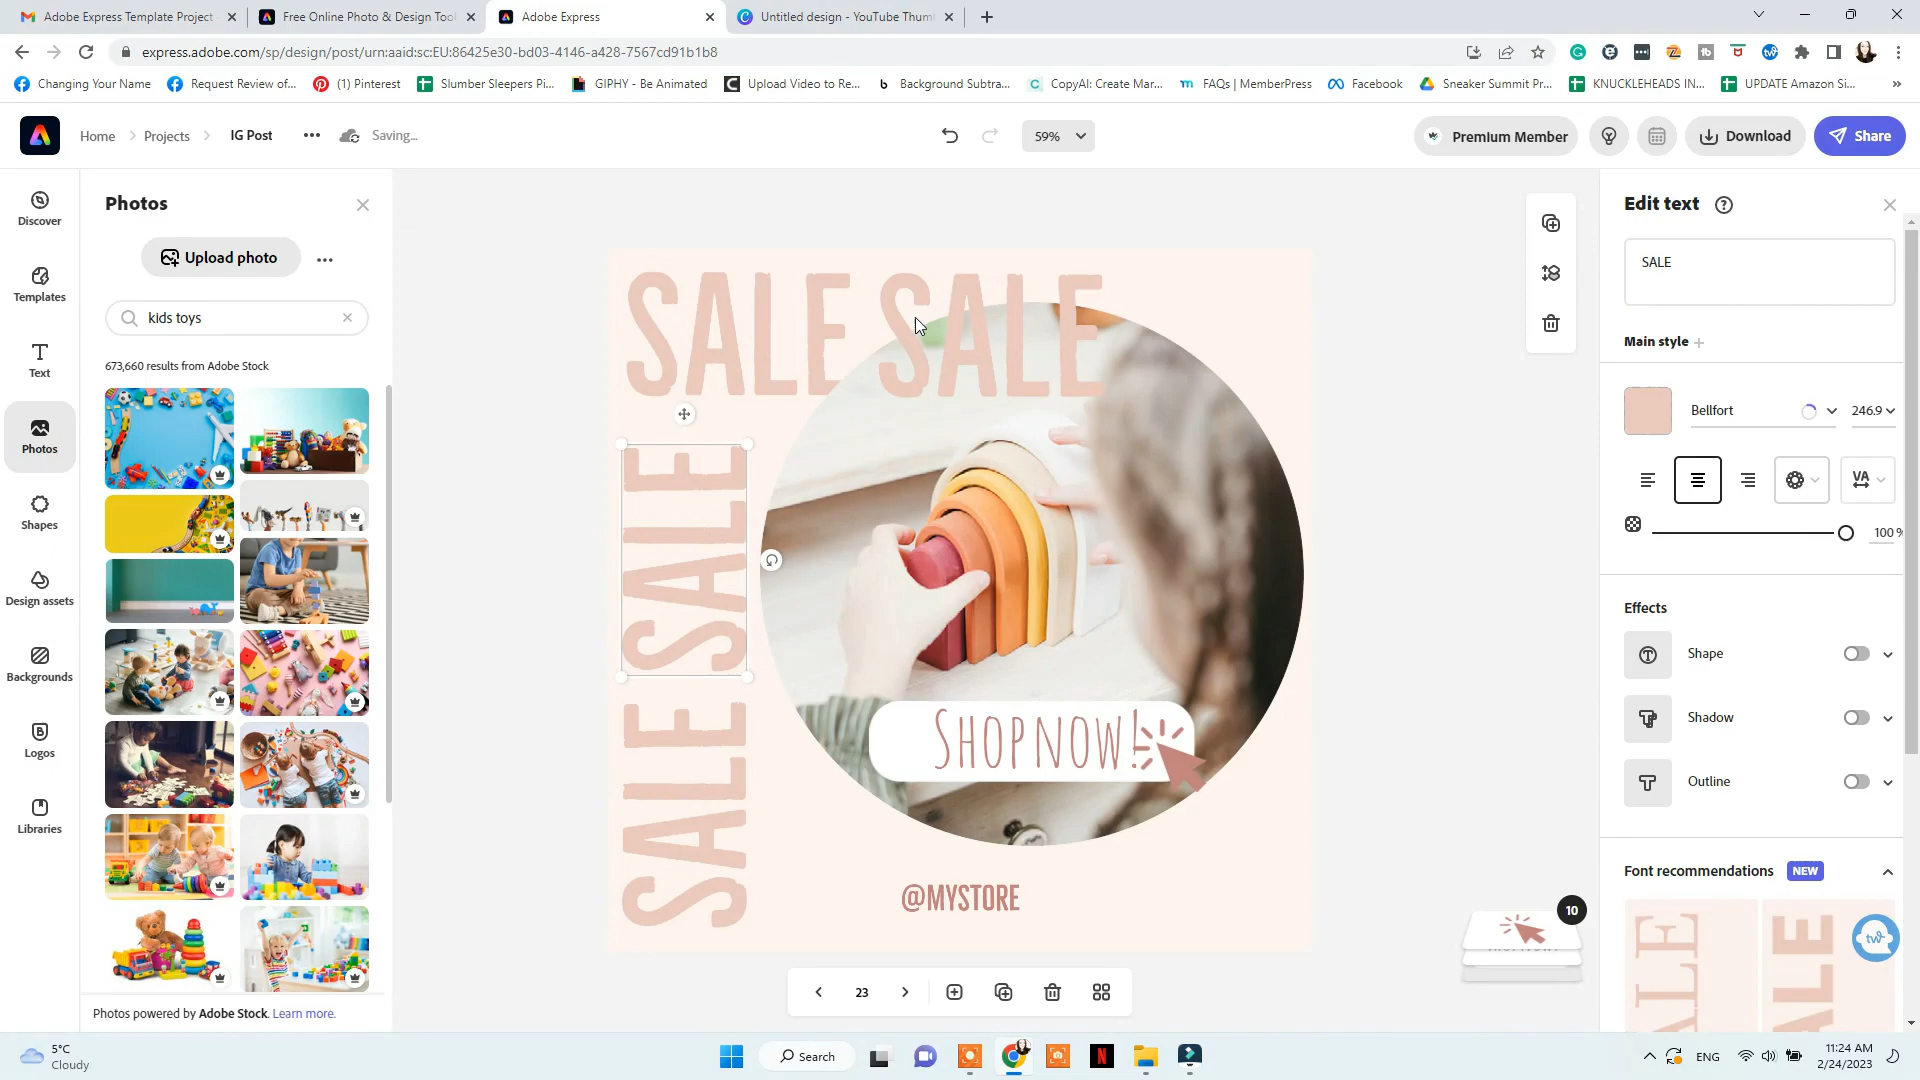 Adobe Express Template Project
Free Online Photo & Design Tool
Adobe Express
Untitled design - YouTube Thum
express.adobe.com/sp/design/post/urn:aaid:sc:EU:86425e30-bd03-4146-a428-7567cd91b1b8
Changing Your Name
Request Review of...
(1) Pinterest
Slumber Sleepers Pi...
GIPHY - Be Animated
Upload Video to Re...
Background Subtra...
CopyAI: Create Mar...
FAQs | MemberPress
Facebook
Sneaker Summit Pr...
KNUCKLEHEADS IN...
UPDATE Amazon Si...
Home
Projects
IG Post
Saving...
59%
Premium Member
Download
Share
Discover
Templates
Text
Photos
Shapes
Design assets
Backgrounds
Logos
Libraries
Photos
Upload photo
kids toys
673,660 results from Adobe Stock
Photos powered by Adobe Stock. Learn more.
SALE SALE
SALE
SALE
SHOP NOW!
@MYSTORE
23
10
Edit text
SALE
Main style
Bellfort
246.9
VA
100 %
Effects
Shape
Shadow
Outline
Font recommendations NEW
5°C
Cloudy
Search
ENG
11:24 AM
2/24/2023